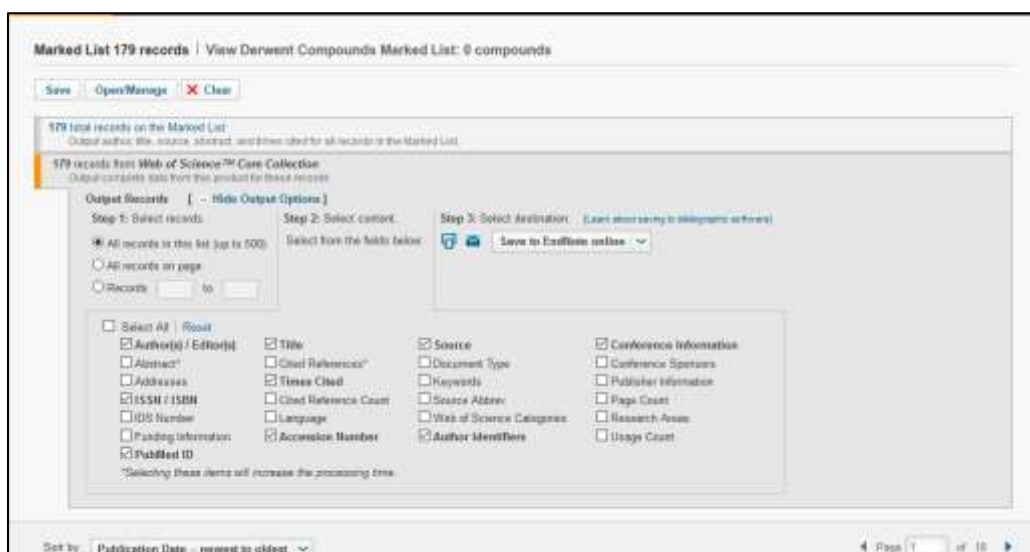 Marked List 179 records | View Derwent Compounds Marked List: 0 compounds
Save Open/Manage Clear
179 total records on the Marked List
Output author, title, source, abstract, and times cited for all records in the Marked List.
179 records from Web of Science™ Core Collection
Output complete data from this product for these records
Output Records [ – Hide Output Options ]
Step 1: Select records. Step 2: Select content. Step 3: Select destination. (Learn about saving to bibliographic software)
All records in this list (up to 500) Select from the fields below Save to EndNote online
All records on page
Records to
Select All | Reset
Author(s) / Editor(s) Title Source Conference Information
Abstract* Cited References* Document Type Conference Sponsors
Addresses Times Cited Keywords Publisher Information
ISSN / ISBN Cited Reference Count Source Abbrev. Page Count
IDS Number Language Web of Science Categories Research Areas
Funding Information Accession Number Author Identifiers Usage Count
PubMed ID
*Selecting these items will increase the processing time.
Sort by: Publication Date -- newest to oldest Page 1 of 18